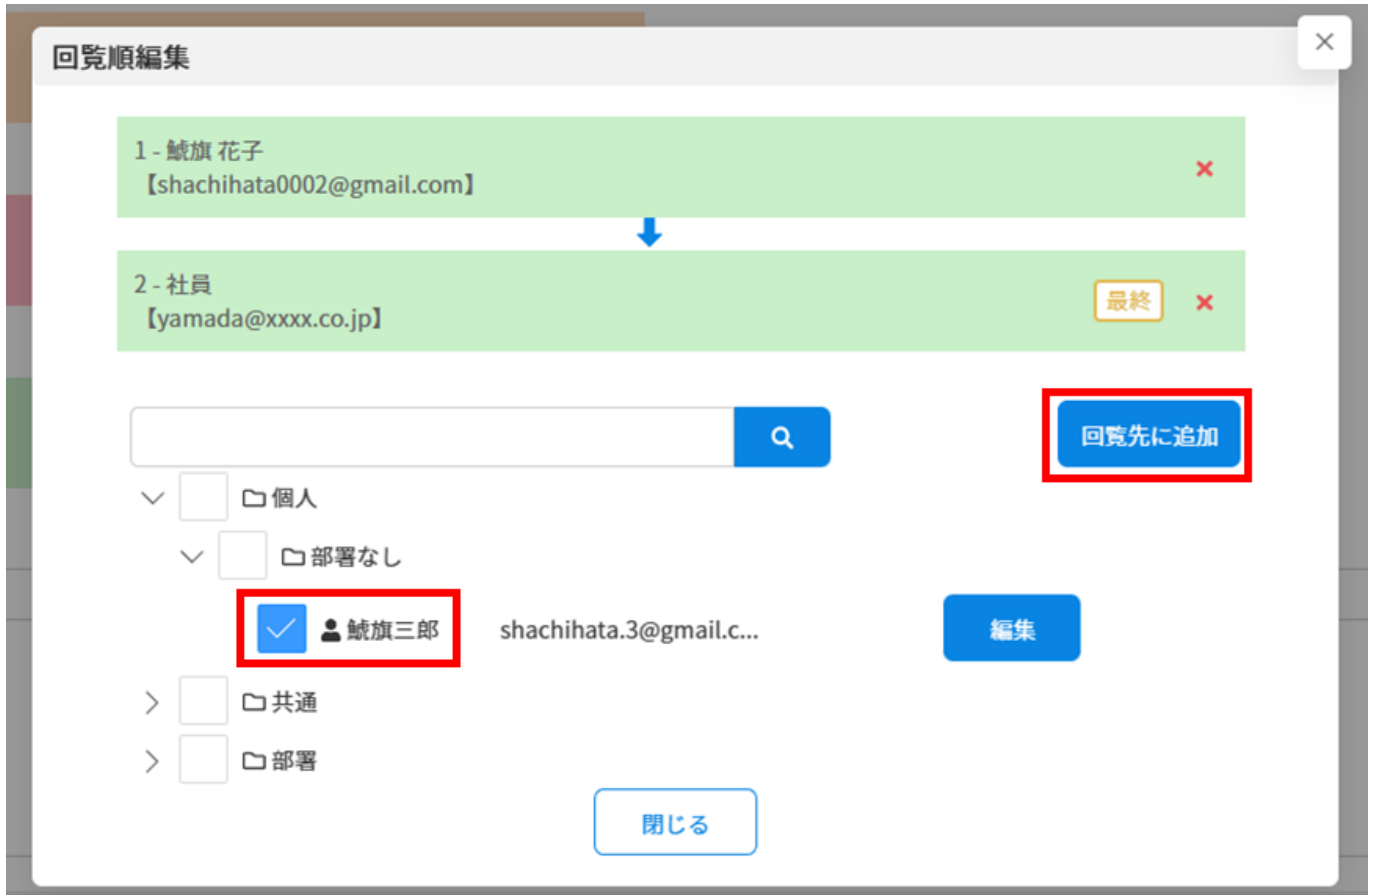 回覧順編集
1 - 鯱旗 花子
【shachihata0002@gmail.com】
2 - 社員
【yamada@xxxx.co.jp】
最終
回覧先に追加
個人
部署なし
鯱旗三郎 shachihata.3@gmail.c... 編集
共通
部署
閉じる